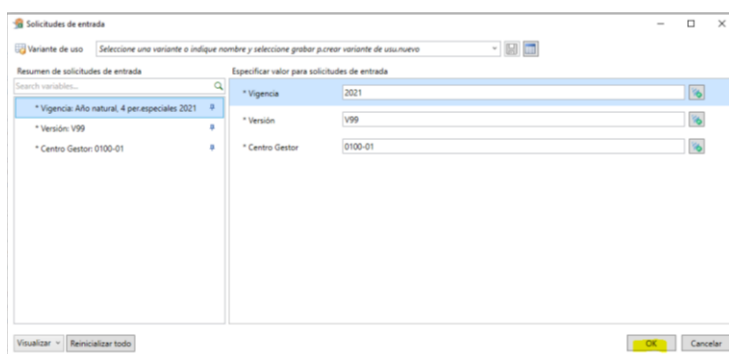 Solicitudes de entrada
Variante de uso Seleccione una variante o indique nombre y seleccione grabar p.crear variante de usu.nuevo
Resumen de solicitudes de entrada
Especificar valor para solicitudes de entrada
Search variables...
* Vigencia: Año natural, 4 per.especiales 2021
* Versión: V99
* Centro Gestor: 0100-01
* Vigencia 2021
* Versión V99
* Centro Gestor 0100-01
Visualizar Reinicializar todo OK Cancelar